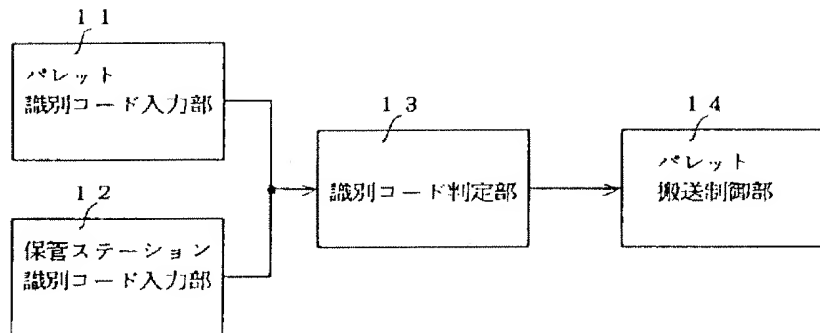 11
パレット
識別コード入力部
12
保管ステーション
識別コード入力部
13
識別コード判定部
14
パレット
搬送制御部